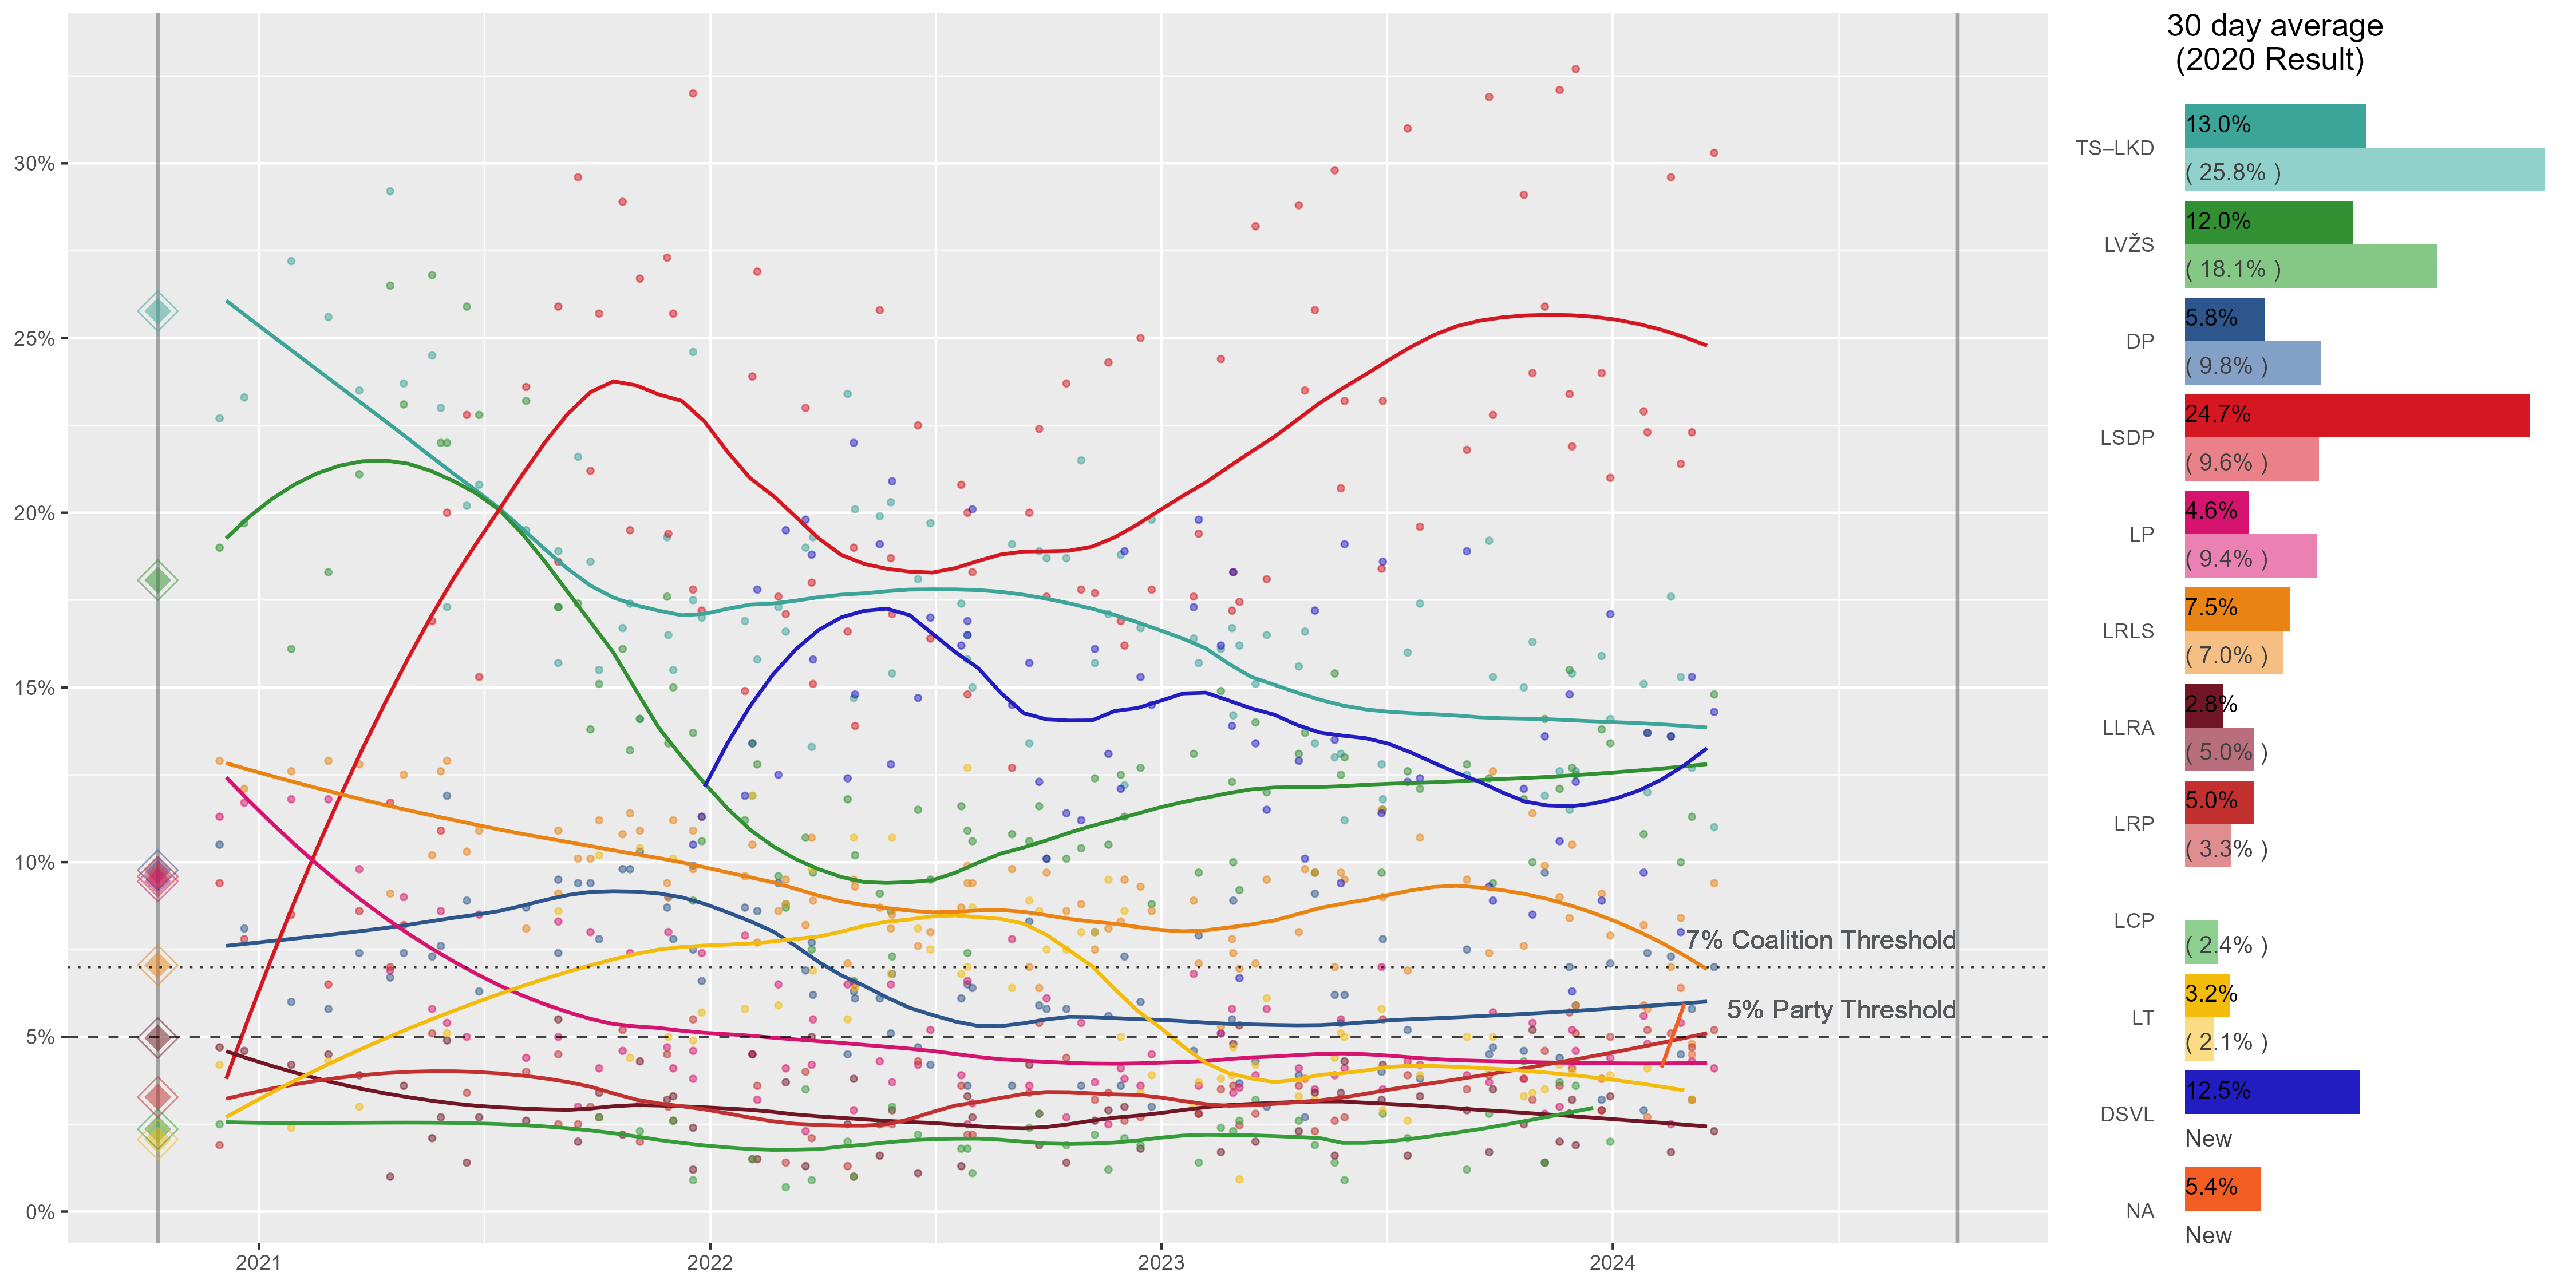 30 day average
(2020 Result)
30%
25%
20%
15%
10%
5%
0%
7% Coalition Threshold
5% Party Threshold
2021
2022
2023
2024
TS–LKD
13.0%
( 25.8% )
LVŽS
12.0%
( 18.1% )
DP
5.8%
( 9.8% )
LSDP
24.7%
( 9.6% )
LP
4.6%
( 9.4% )
LRLS
7.5%
( 7.0% )
LLRA
2.8%
( 5.0% )
LRP
5.0%
( 3.3% )
LCP
( 2.4% )
LT
3.2%
( 2.1% )
DSVL
12.5%
New
NA
5.4%
New